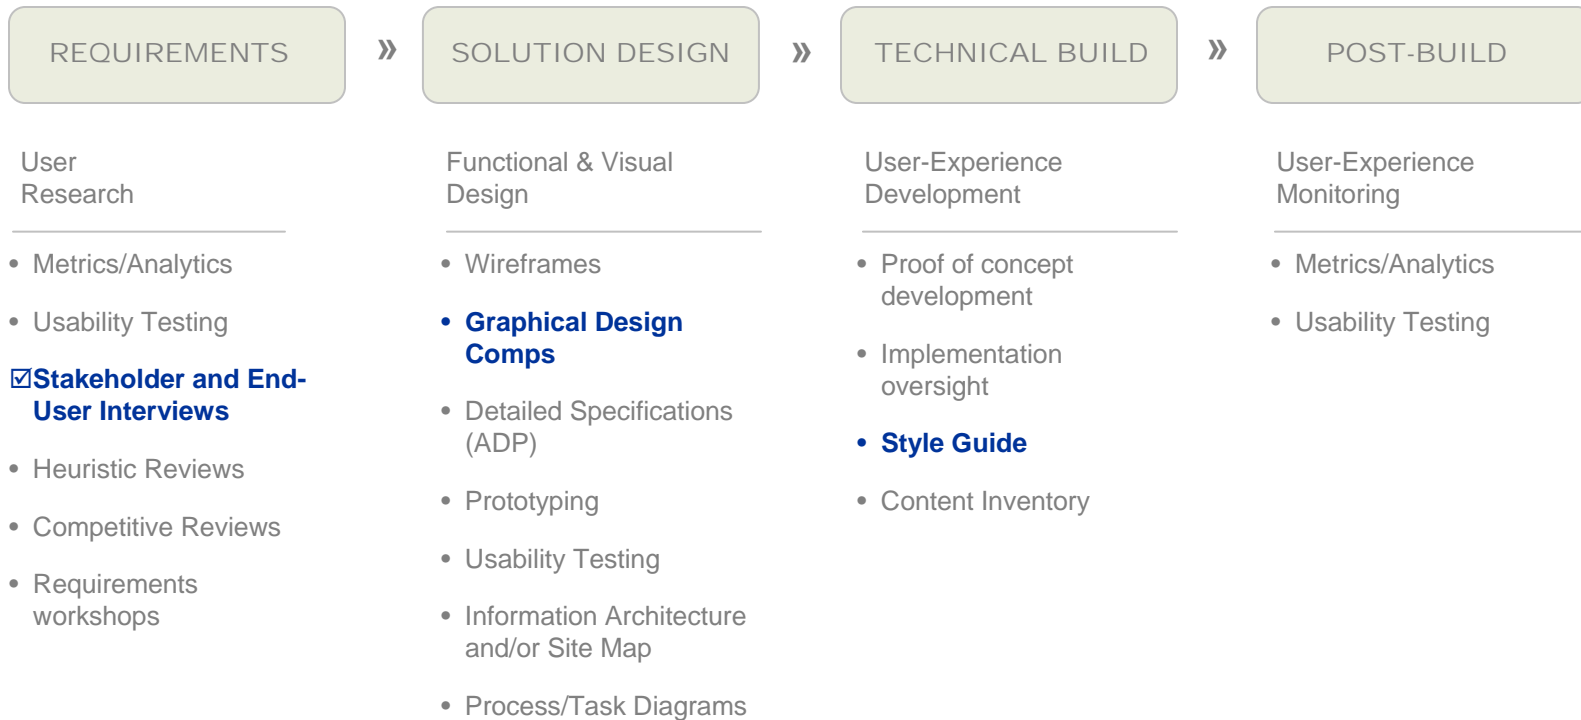 REQUIREMENTS » SOLUTION DESIGN » TECHNICAL BUILD » POST-BUILD
User
Research
• Metrics/Analytics
• Usability Testing
☑Stakeholder and End-
User Interviews
• Heuristic Reviews
• Competitive Reviews
• Requirements
workshops
Functional & Visual
Design
• Wireframes
• Graphical Design
Comps
• Detailed Specifications
(ADP)
• Prototyping
• Usability Testing
• Information Architecture
and/or Site Map
• Process/Task Diagrams
User-Experience
Development
• Proof of concept
development
• Implementation
oversight
• Style Guide
• Content Inventory
User-Experience
Monitoring
• Metrics/Analytics
• Usability Testing